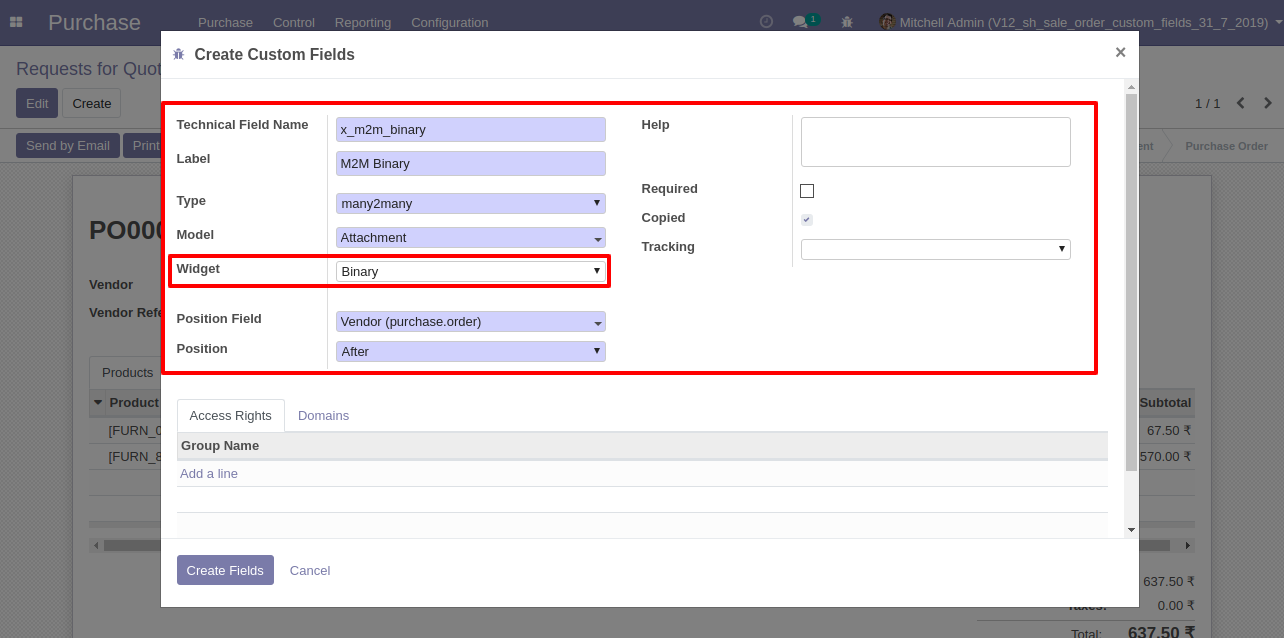 Purchase Purchase Control Reporting Configuration 1 Mitchell Admin (V12_sh_sale_order_custom_fields_31_7_2019)
Requests for Quot
Edit Create 1 / 1
Send by Email Print Purchase Order
Create Custom Fields ×
Technical Field Name x_m2m_binary Help
Label M2M Binary
Type many2many Required
Model Attachment Copied
Widget Binary Tracking
Position Field Vendor (purchase.order)
Position After
Access Rights Domains
Group Name
Add a line
Create Fields Cancel
PO000
Vendor
Vendor Refe
Products
Product Subtotal
[FURN_ 67.50 ₹
[FURN_8 570.00 ₹
637.50 ₹
Taxes: 0.00 ₹
Total: 637.50 ₹